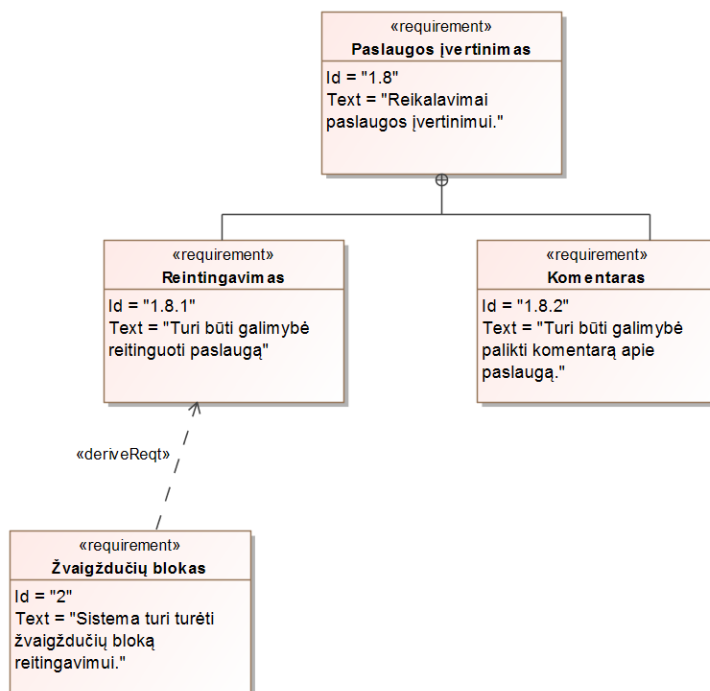 «requirement»
Paslaugos įvertinimas
Id = "1.8"
Text = "Reikalavimai
paslaugos įvertinimui."
«requirement»
Reintingavimas
Id = "1.8.1"
Text = "Turi būti galimybė
reitinguoti paslaugą"
«requirement»
Komentaras
Id = "1.8.2"
Text = "Turi būti galimybė
palikti komentarą apie
paslaugą."
«deriveReqt»
«requirement»
Žvaigždučių blokas
Id = "2"
Text = "Sistema turi turėti
žvaigždučių bloką
reitingavimui."